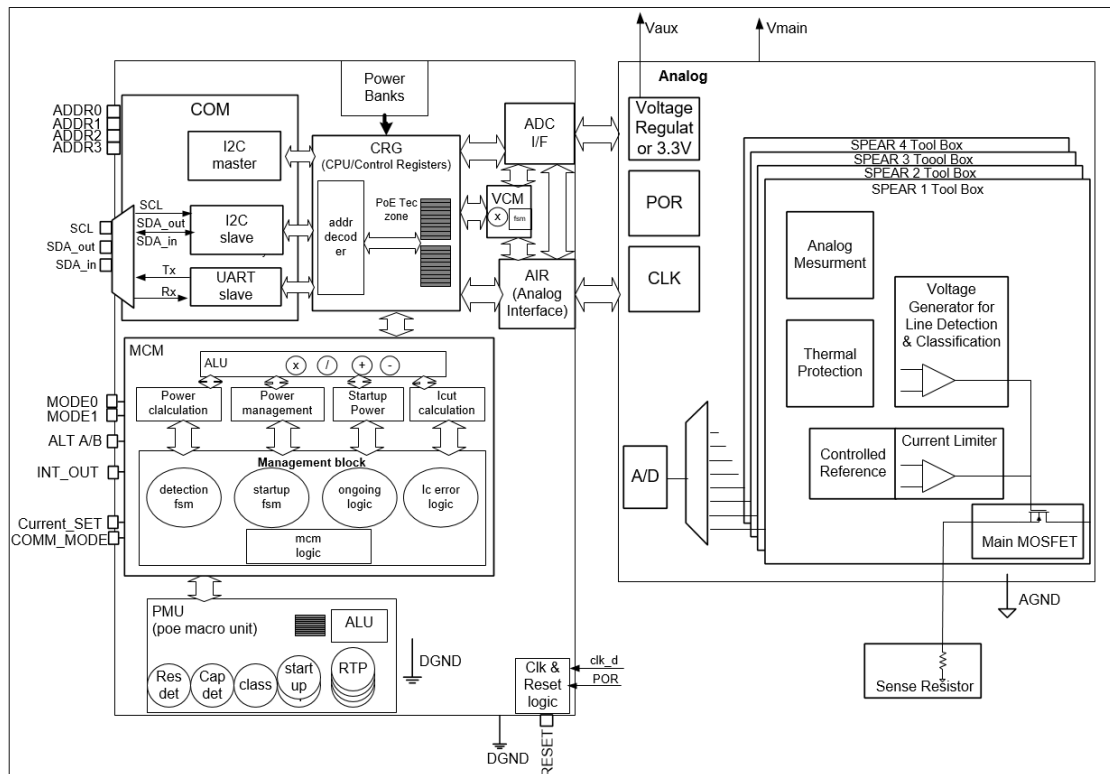 Vaux
Vmain
Analog
Power
Banks
COM
ADDR0
ADDR1
ADDR2
ADDR3
I2C
master
CRG
(CPU/Control Registers)
ADC
I/F
Voltage
Regulat
or 3.3V
SPEAR 4 Tool Box
SPEAR 3 Toool Box
SPEAR 2 Tool Box
SPEAR 1 Tool Box
PoE Tec
zone
addr
decod
er
VCM
x
fsm
POR
SCL
SDA_out
SDA_in
SCL
SDA_out
SDA_in
I2C
slave
Tx
Rx
UART
slave
AIR
(Analog
Interface)
CLK
Analog
Mesurment
Voltage
Generator for
Line Detection
& Classification
Thermal
Protection
MCM
ALU
x
/
+
-
MODE0
MODE1
ALT A/B
INT_OUT
Current_SET
COMM_MODE
Power
clalculation
Power
management
Startup
Power
Icut
calculation
Management block
detection
fsm
startup
fsm
ongoing
logic
Ic error
logic
mcm
logic
A/D
Controlled
Reference
Current Limiter
Main MOSFET
PMU
(poe macro unit)
ALU
Res
det
Cap
det
class
start
up
RTP
DGND
Clk &
Reset
logic
clk_d
POR
AGND
Sense Resistor
DGND
RESET